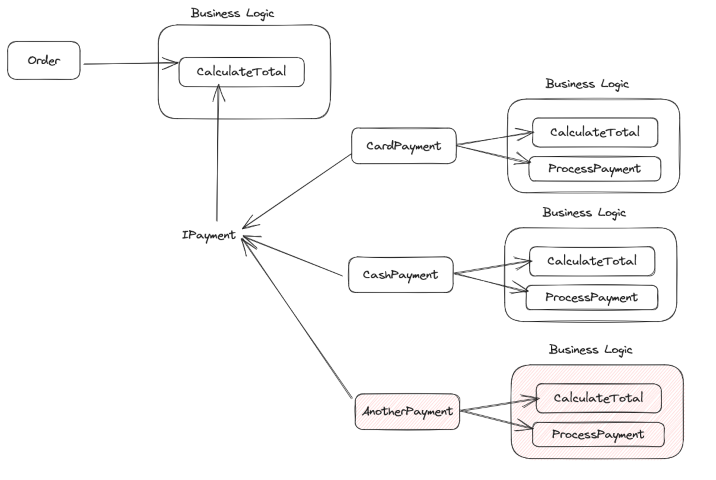 Business Logic
Order
CalculateTotal
Business Logic
CardPayment
CalculateTotal
ProcessPayment
IPayment
Business Logic
CashPayment
CalculateTotal
ProcessPayment
Business Logic
AnotherPayment
CalculateTotal
ProcessPayment